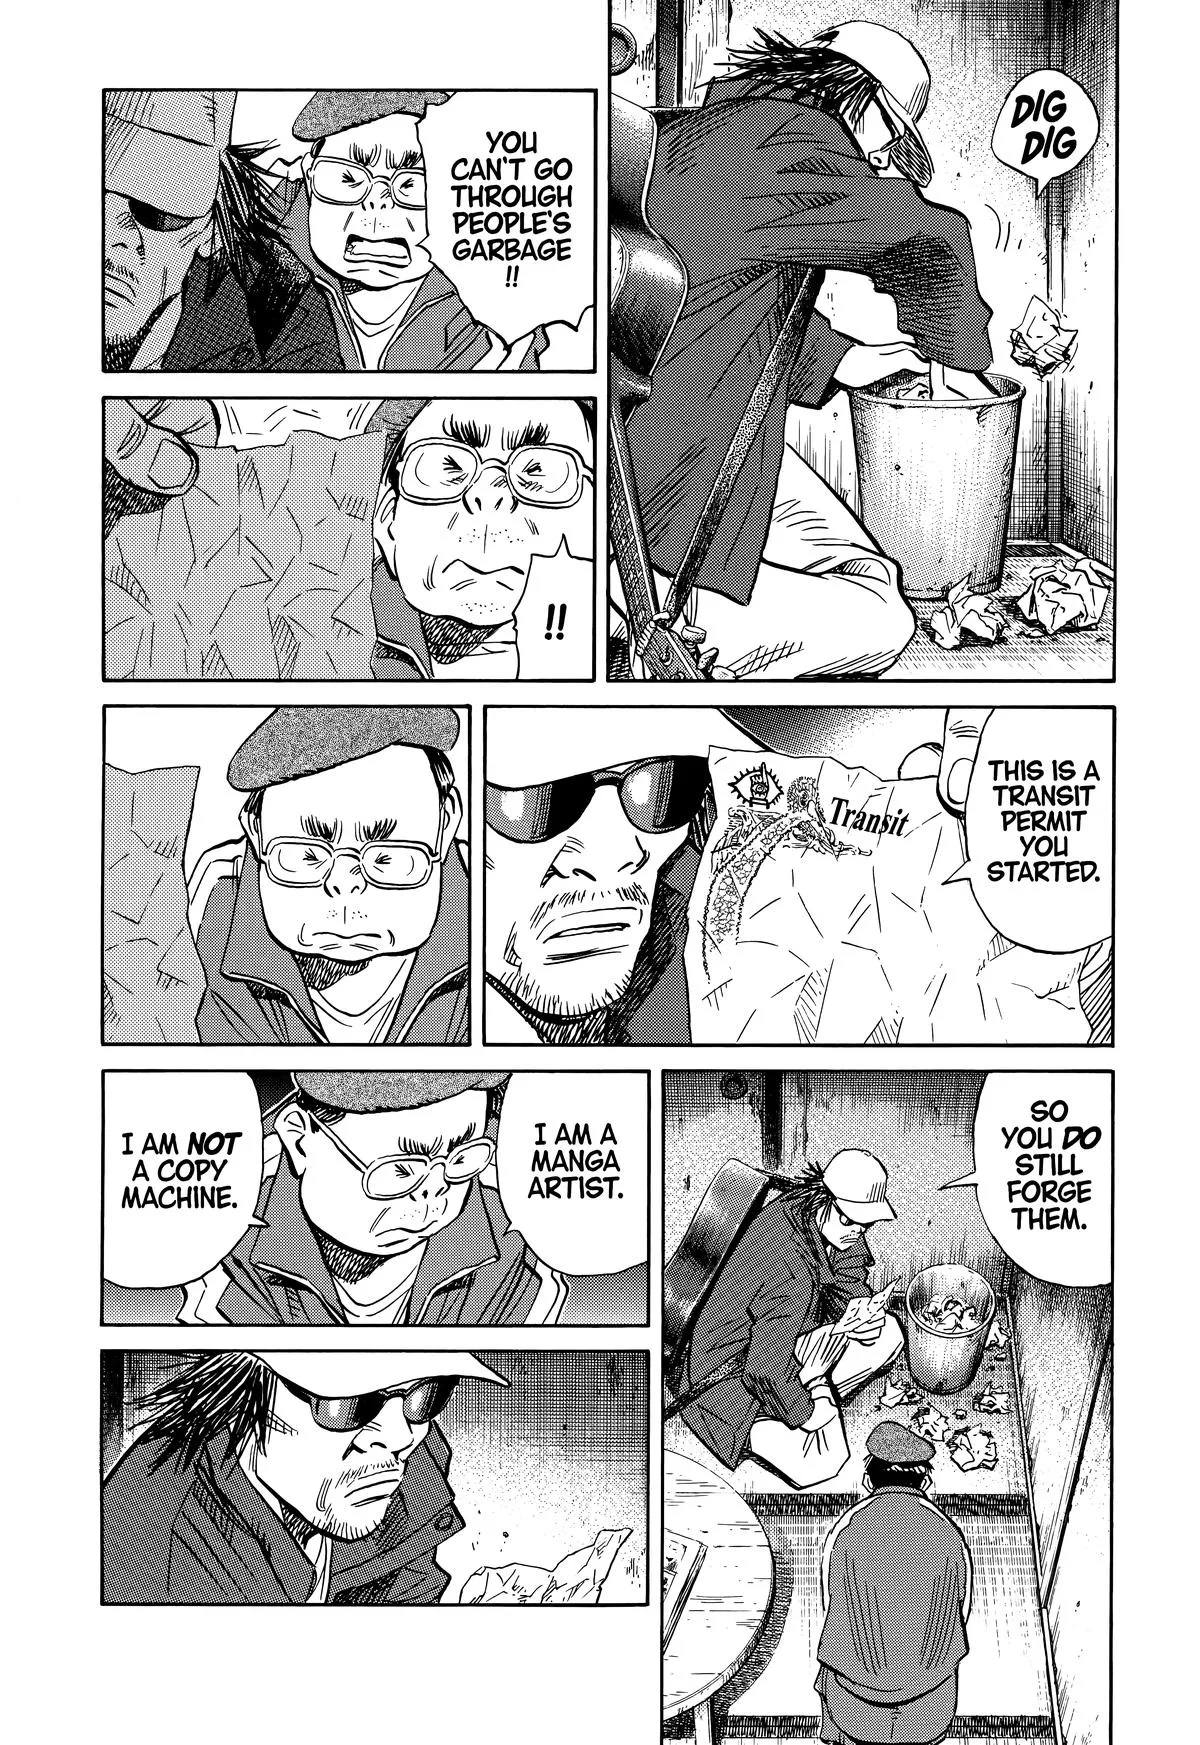 DIG
DIG
YOU
CAN'T GO
THROUGH
PEOPLE'S
GARBAGE
!!
!!
THIS IS A
TRANSIT
PERMIT
YOU
STARTED.
Transit
SO
YOU DO
STILL
FORGE
THEM.
I AM A
MANGA
ARTIST.
I AM NOT
A COPY
MACHINE.